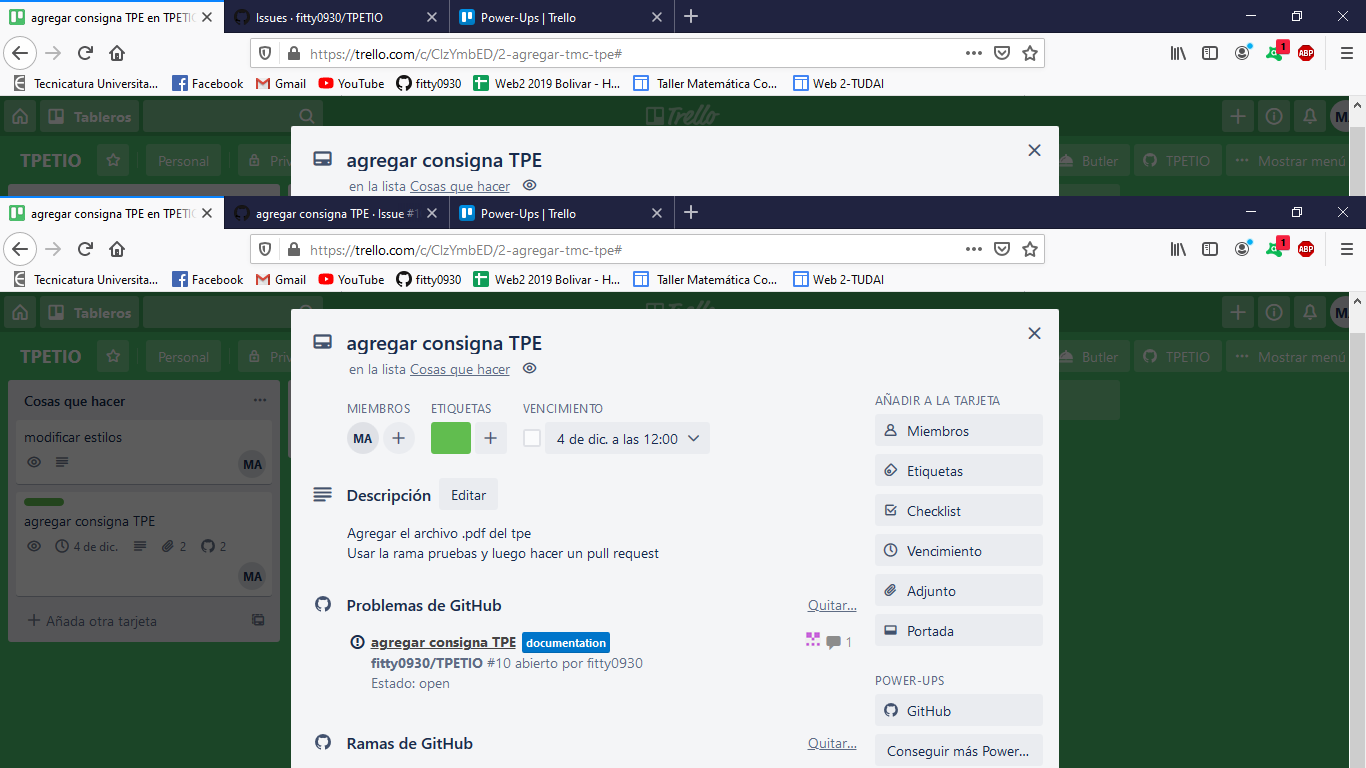 agregar consigna TPE en TPETIO
Issues · fitty0930/TPETIO
Power-Ups | Trello
https://trello.com/c/ClzYmbED/2-agregar-tmc-tpe#
1
ABP
Tecnicatura Universita...
Facebook
Gmail
YouTube
fitty0930
Web2 2019 Bolivar - H...
Taller Matemática Co...
Web 2-TUDAI
Tableros
Trello
MA
TPETIO
Personal
Priv
Butler
TPETIO
Mostrar menú
agregar consigna TPE
en la lista Cosas que hacer
agregar consigna TPE en TPETIO
agregar consigna TPE · Issue #1
Power-Ups | Trello
https://trello.com/c/ClzYmbED/2-agregar-tmc-tpe#
1
ABP
Tecnicatura Universita...
Facebook
Gmail
YouTube
fitty0930
Web2 2019 Bolivar - H...
Taller Matemática Co...
Web 2-TUDAI
Tableros
MA
TPETIO
Personal
Priv
Butler
TPETIO
Mostrar menú
Cosas que hacer
modificar estilos
MA
agregar consigna TPE
4 de dic.
2
2
MA
Añada otra tarjeta
agregar consigna TPE
en la lista Cosas que hacer
MIEMBROS
ETIQUETAS
VENCIMIENTO
MA
4 de dic. a las 12:00
Descripción
Editar
Agregar el archivo .pdf del tpe
Usar la rama pruebas y luego hacer un pull request
Problemas de GitHub
Quitar...
agregar consigna TPE documentation
1
fitty0930/TPETIO #10 abierto por fitty0930
Estado: open
Ramas de GitHub
Quitar...
AÑADIR A LA TARJETA
Miembros
Etiquetas
Checklist
Vencimiento
Adjunto
Portada
POWER-UPS
GitHub
Conseguir más Power...